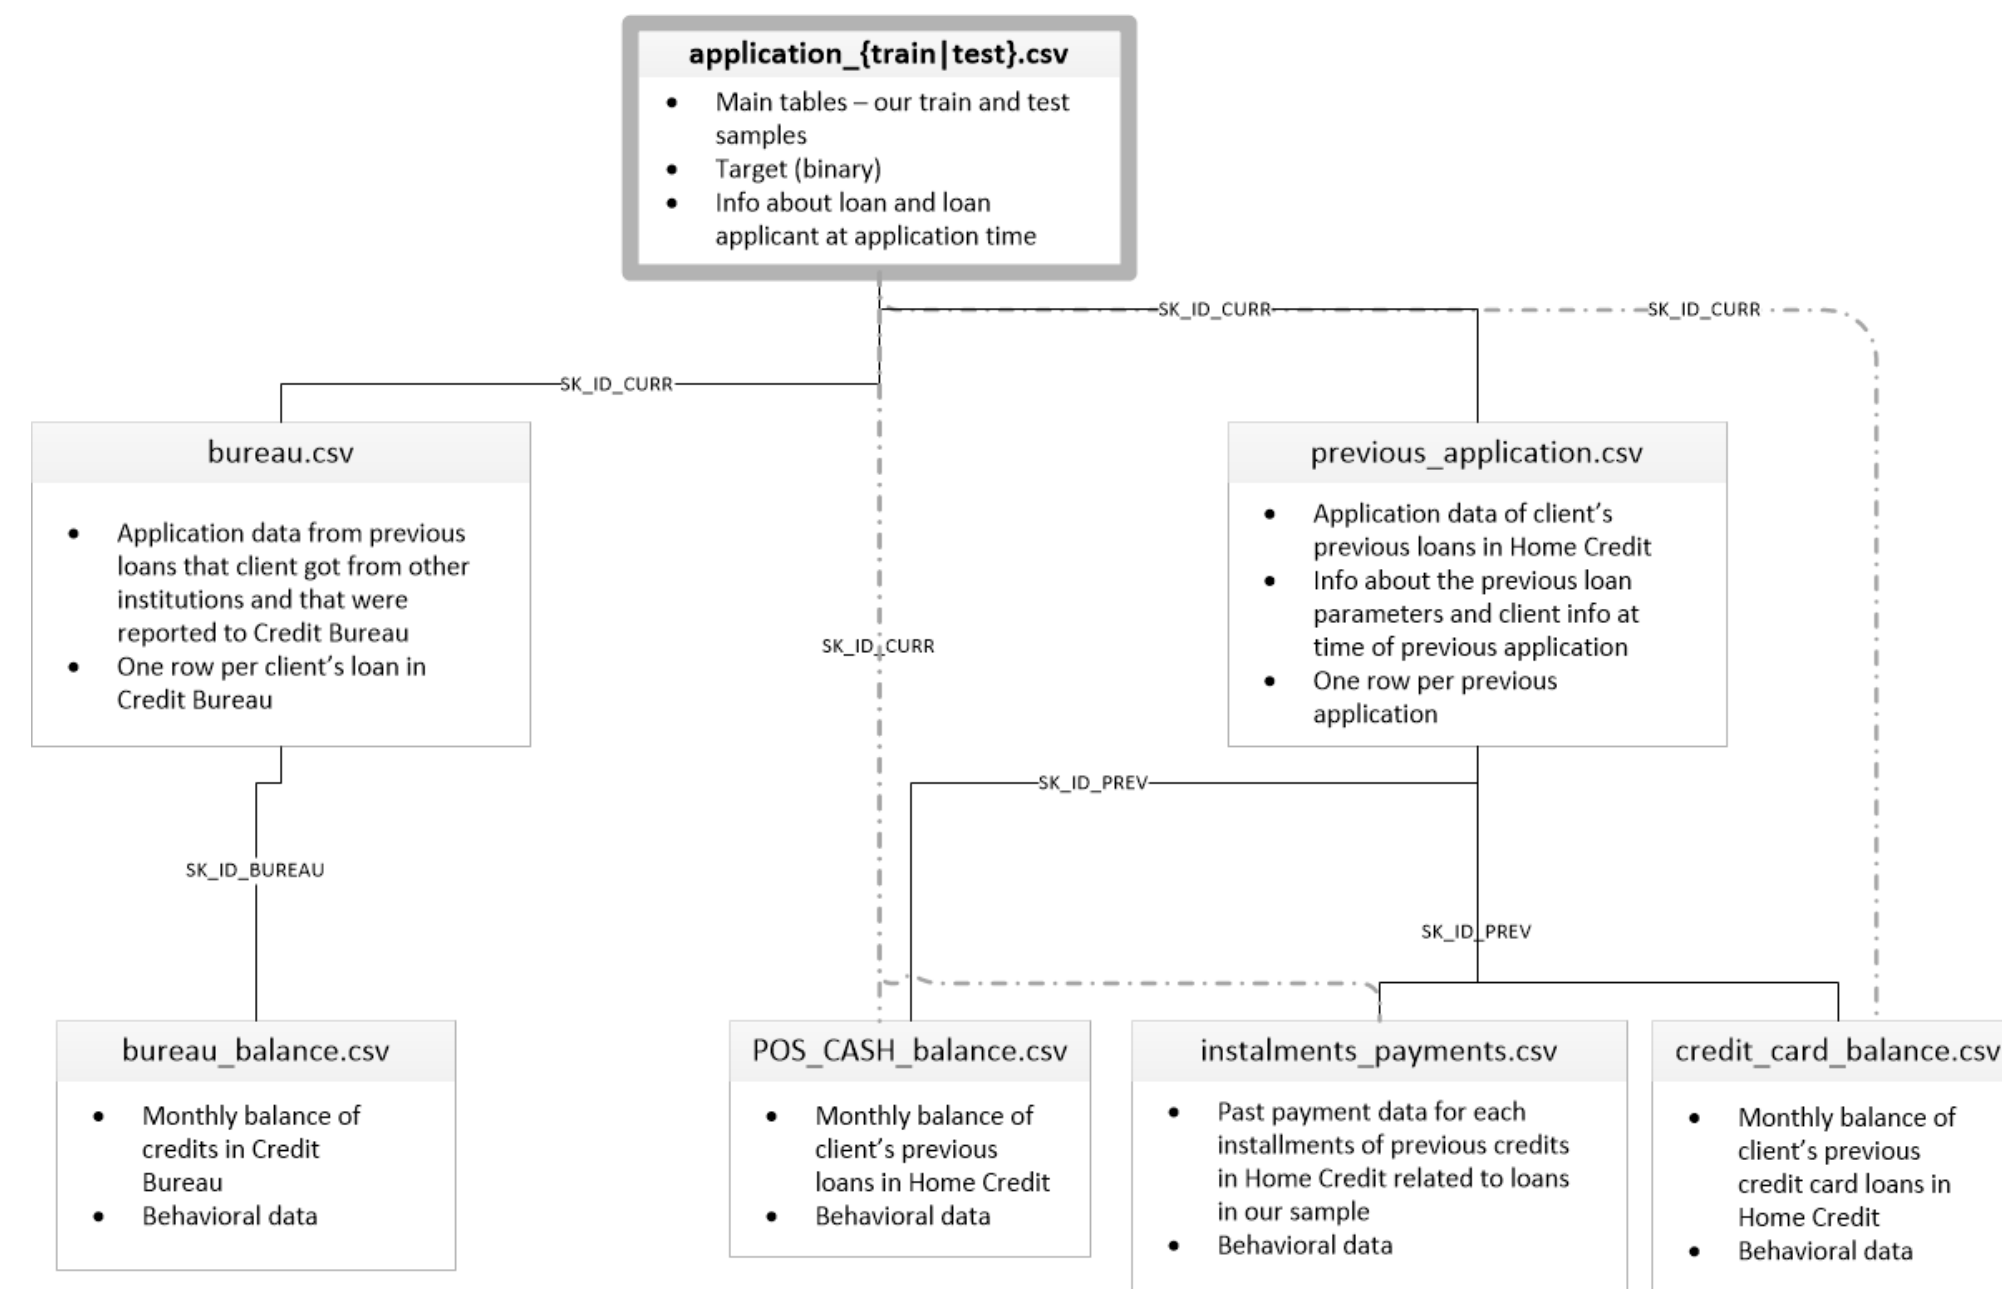 application_{train|test}.csv
• Main tables – our train and test
samples
• Target (binary)
• Info about loan and loan
applicant at application time
SK_ID_CURR
SK_ID_CURR
SK_ID_CURR
bureau.csv
• Application data from previous
loans that client got from other
institutions and that were
reported to Credit Bureau
• One row per client’s loan in
Credit Bureau
previous_application.csv
• Application data of client’s
previous loans in Home Credit
• Info about the previous loan
parameters and client info at
time of previous application
• One row per previous
application
SK_ID_CURR
SK_ID_PREV
SK_ID_BUREAU
SK_ID_PREV
bureau_balance.csv
• Monthly balance of
credits in Credit
Bureau
• Behavioral data
POS_CASH_balance.csv
• Monthly balance of
client’s previous
loans in Home Credit
• Behavioral data
instalments_payments.csv
• Past payment data for each
installments of previous credits
in Home Credit related to loans
in our sample
• Behavioral data
credit_card_balance.csv
• Monthly balance of
client’s previous
credit card loans in
Home Credit
• Behavioral data